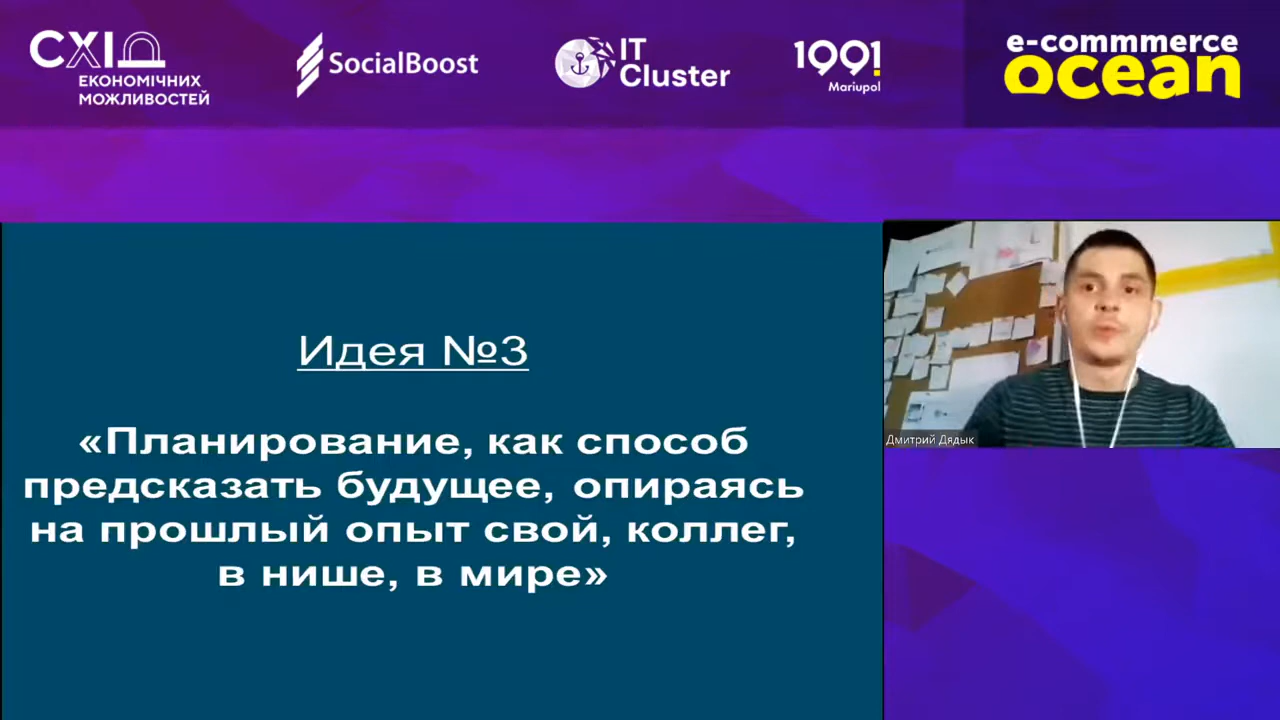 СХІД
ЕКОНОМІЧНИХ
МОЖЛИВОСТЕЙ
SocialBoost
IT
Cluster
1991
Mariupol
e-commmerce
ocean
Идея №3
«Планирование, как способ
предсказать будущее, опираясь
на прошлый опыт свой, коллег,
в нише, в мире»
Дмитрий Дядык